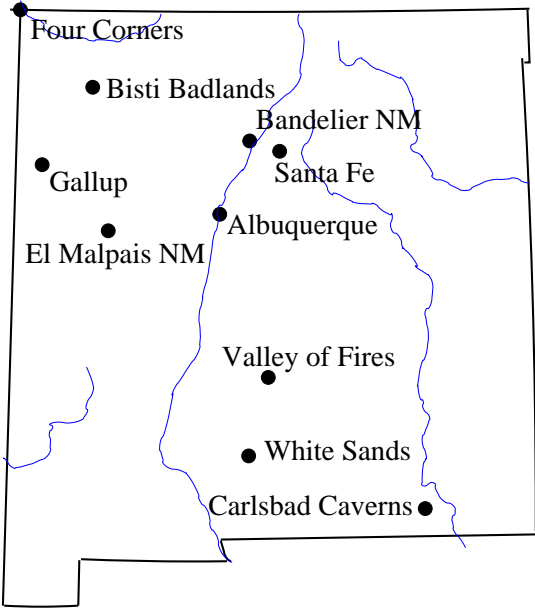 Four Corners
Bisti Badlands
Bandelier NM
Santa Fe
Gallup
Albuquerque
El Malpais NM
Valley of Fires
White Sands
Carlsbad Caverns